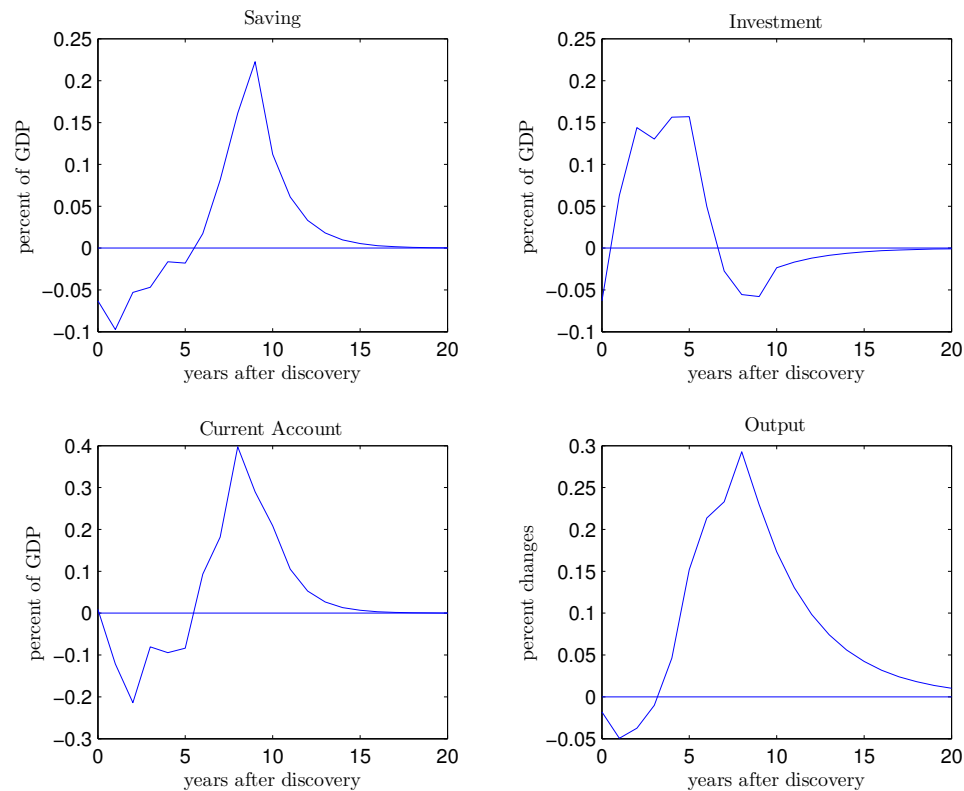 Saving
0.25
0.2
0.15
0.1
0.05
0
−0.05
−0.1
percent of GDP
0 5 10 15 20
years after discovery
Investment
0.25
0.2
0.15
0.1
0.05
0
−0.05
−0.1
percent of GDP
0 5 10 15 20
years after discovery
Current Account
0.4
0.3
0.2
0.1
0
−0.1
−0.2
−0.3
percent of GDP
0 5 10 15 20
years after discovery
Output
0.3
0.25
0.2
0.15
0.1
0.05
0
−0.05
percent changes
0 5 10 15 20
years after discovery